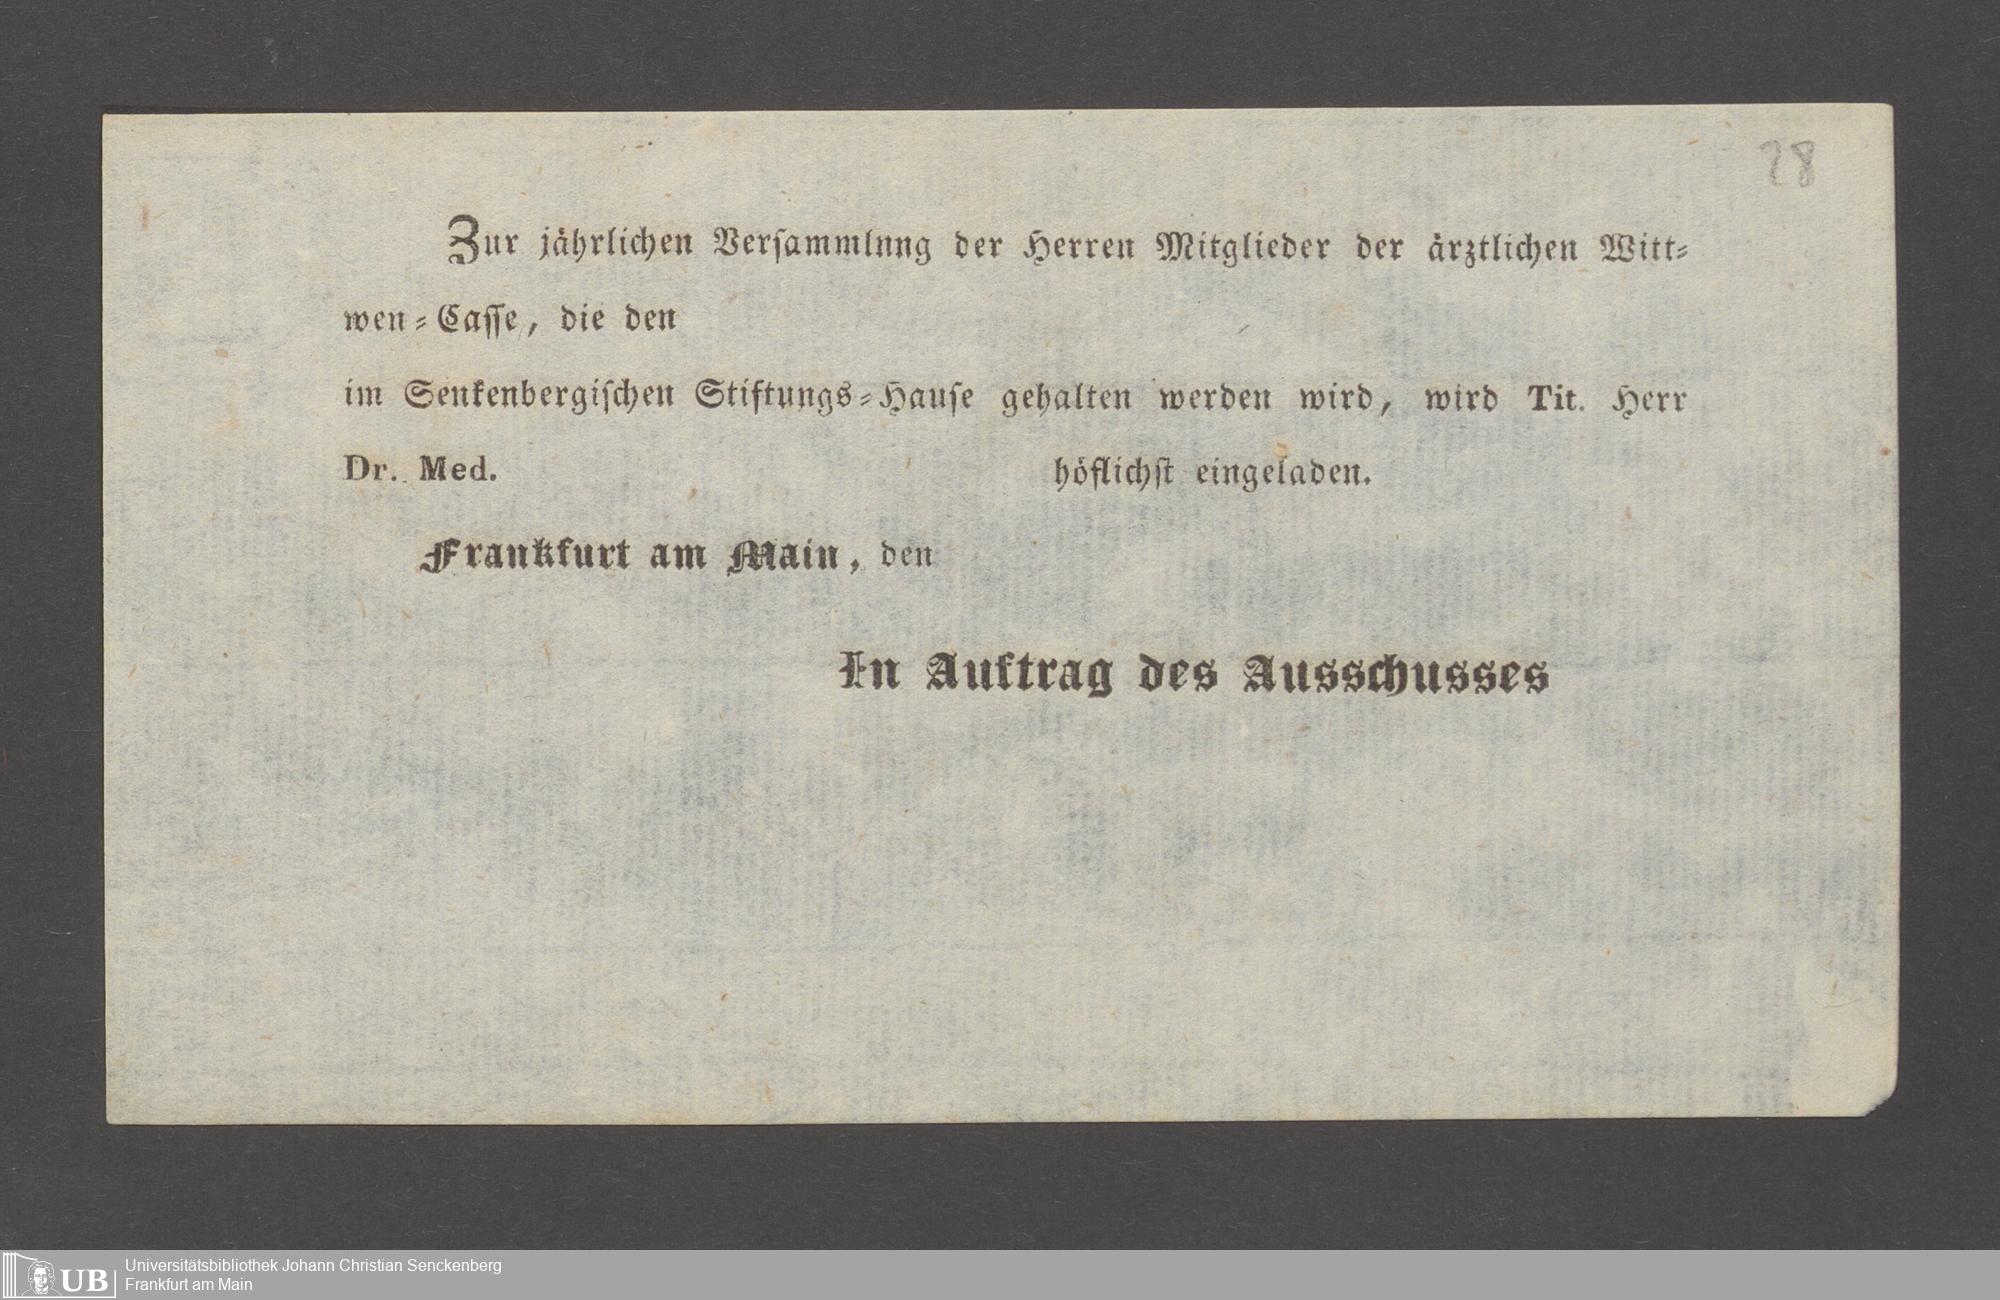 28
Zur jährlichen Verſammlnng der Herren Mitglieder der ärztlichen Witt-
wen-Caſſe, die den
im Senkenbergiſchen Stiftungs-Hauſe gehalten werden wird, wird Tit. Herr
Dr. Med. höflichſt eingeladen.
Frankfurt am Main, den
In Auftrag des Ausschusses
UB
Universitätsbibliothek Johann Christian Senckenberg
Frankfurt am Main